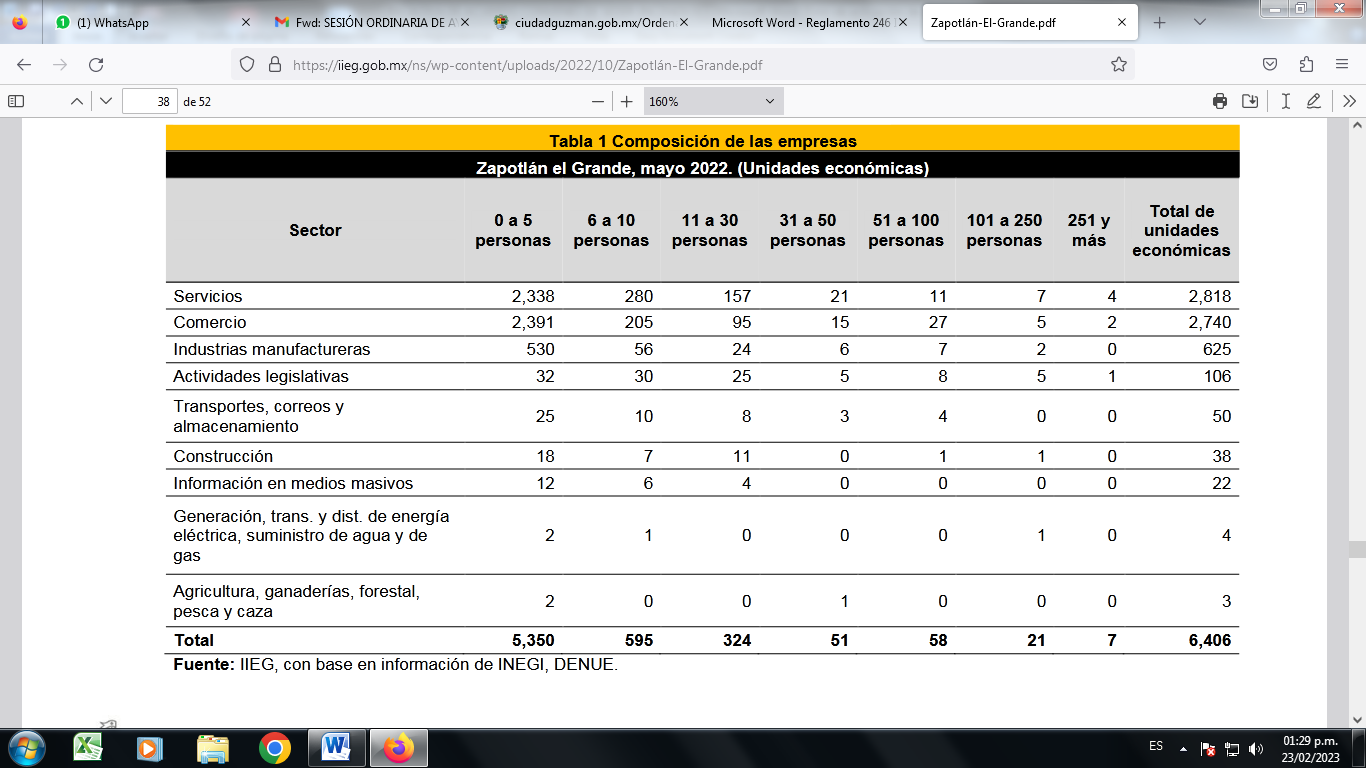 (1) WhatsApp
Fwd: SESIÓN ORDINARIA DE A
ciudadguzman.gob.mx/Orden
Microsoft Word - Reglamento 246
Zapotlan-El-Grande.pdf
https://iieg.gob.mx/ns/wp-content/uploads/2022/10/Zapotlán-El-Grande.pdf
38 de 52
160%
Tabla 1 Composición de las empresas
Zapotlán el Grande, mayo 2022. (Unidades económicas)
Sector 0 a 5 personas 6 a 10 personas 11 a 30 personas 31 a 50 personas 51 a 100 personas 101 a 250 personas 251 y más Total de unidades económicas
Servicios 2,338 280 157 21 11 7 4 2,818
Comercio 2,391 205 95 15 27 5 2 2,740
Industrias manufactureras 530 56 24 6 7 2 0 625
Actividades legislativas 32 30 25 5 8 5 1 106
Transportes, correos y
almacenamiento 25 10 8 3 4 0 0 50
Construcción 18 7 11 0 1 1 0 38
Información en medios masivos 12 6 4 0 0 0 0 22
Generación, trans. y dist. de energía
eléctrica, suministro de agua y de
gas 2 1 0 0 0 1 0 4
Agricultura, ganaderías, forestal,
pesca y caza 2 0 0 1 0 0 0 3
Total 5,350 595 324 51 58 21 7 6,406
Fuente: IIEG, con base en información de INEGI, DENUE.
ES
01:29 p.m.
23/02/2023